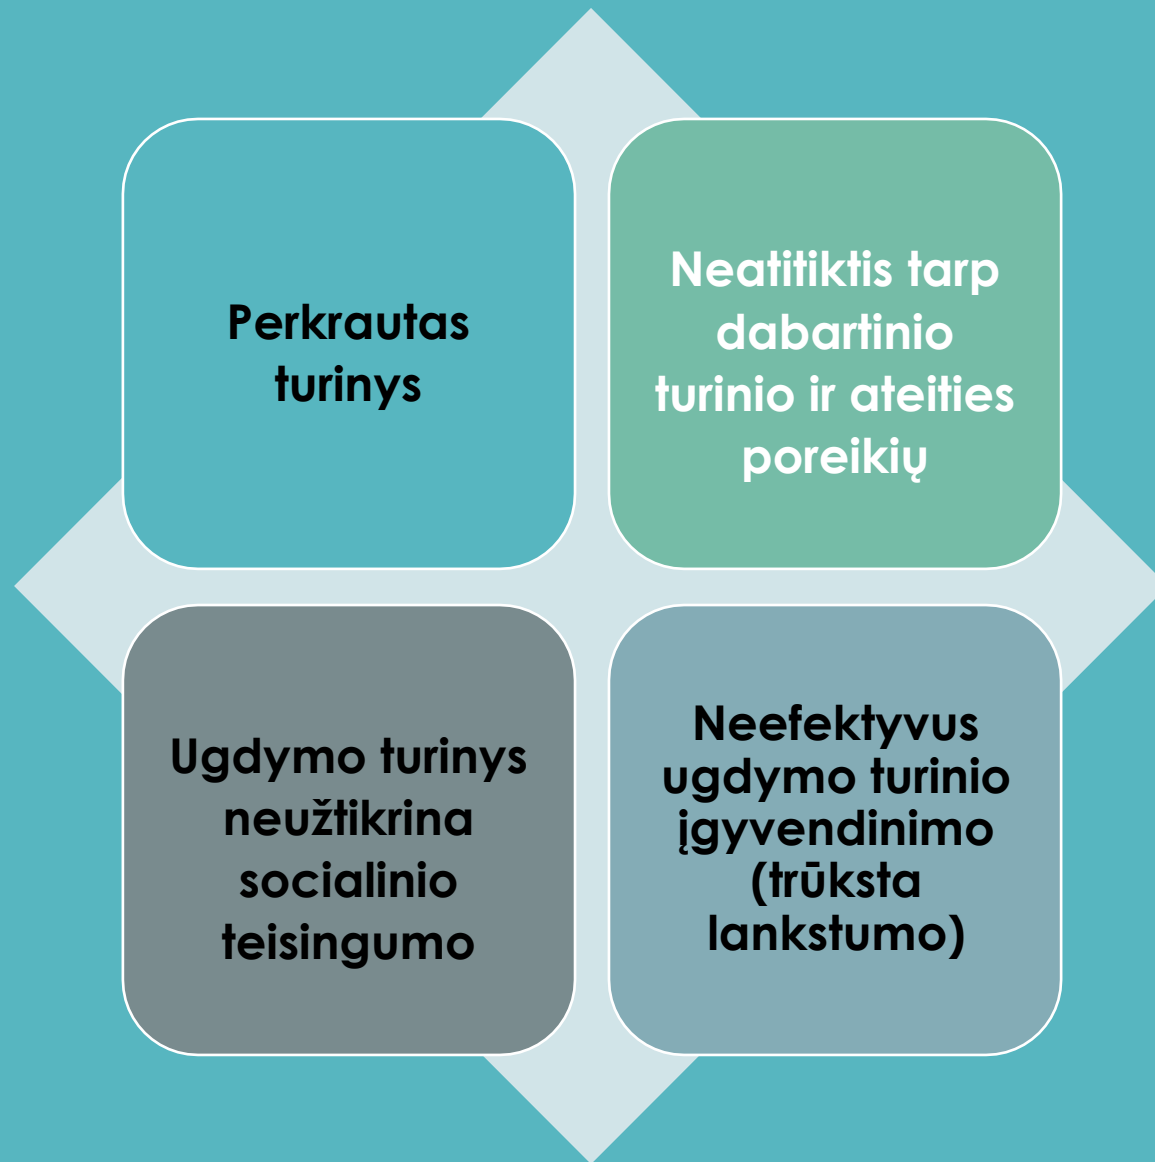 Perkrautas
turinys
Neatitiktis tarp
dabartinio
turinio ir ateities
poreikių
Ugdymo turinys
neužtikrina
socialinio
teisingumo
Neefektyvus
ugdymo turinio
įgyvendinimo
(trūksta
lankstumo)